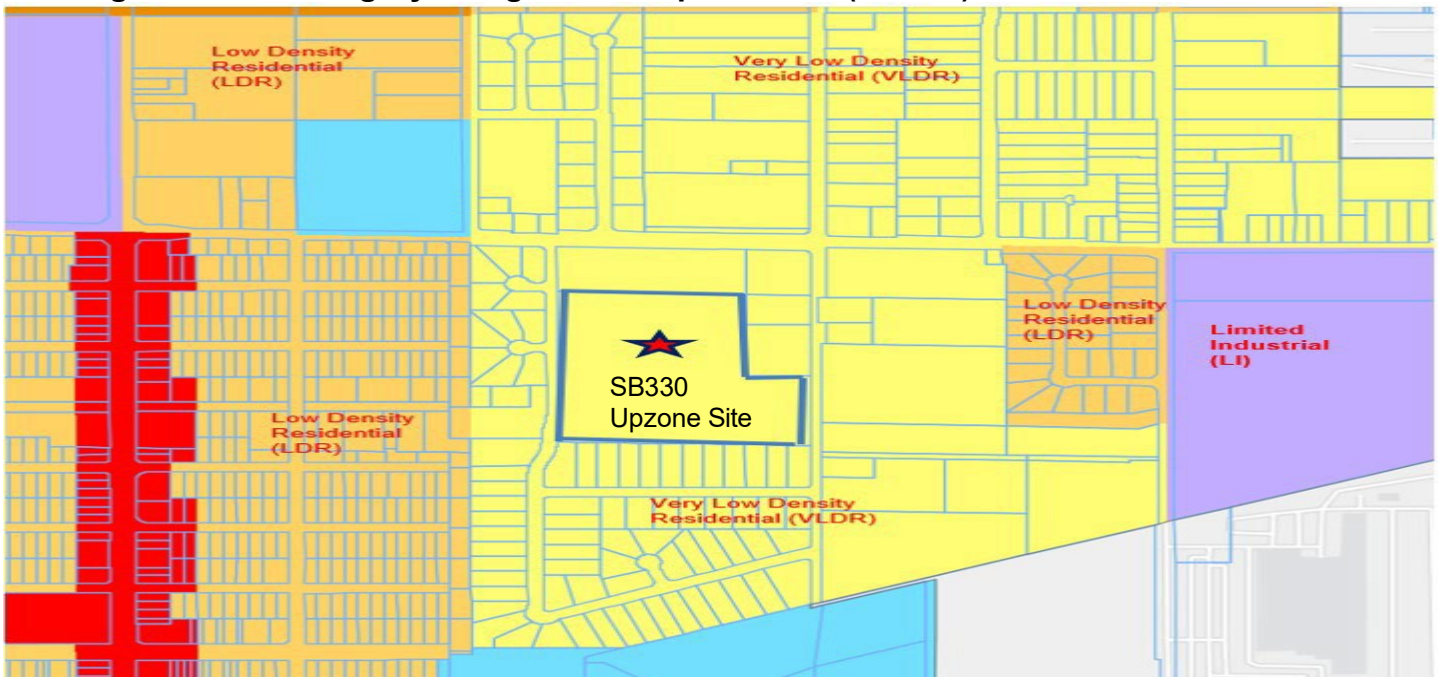 Low Density
Residential
(LDR)
Very Low Density
Residential (VLDR)
Low Density
Residential
(LDR)
Limited
Industrial
(LI)
SB330
Upzone Site
Low Density
Residential
(LDR)
Very Low Density
Residential (VLDR)